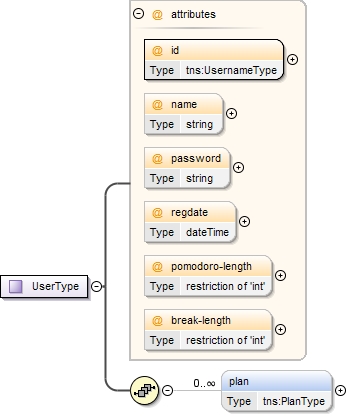 @ attributes
@ id
Type tns:UsernameType
@ name
Type string
@ password
Type string
@ regdate
Type dateTime
@ pomodoro-length
Type restriction of 'int'
@ break-length
Type restriction of 'int'
UserType
0..∞
plan
Type tns:PlanType